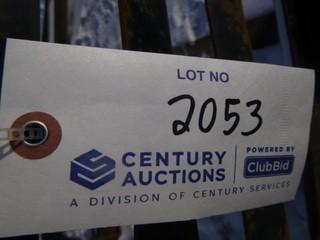 LOT NO
2053
CENTURY AUCTIONS
POWERED BY
ClubBid
A DIVISION OF CENTURY SERVICES